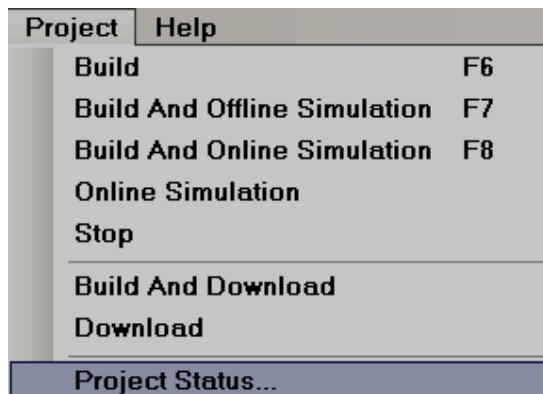 Project Help
Build F6
Build And Offline Simulation F7
Build And Online Simulation F8
Online Simulation
Stop
Build And Download
Download
Project Status...